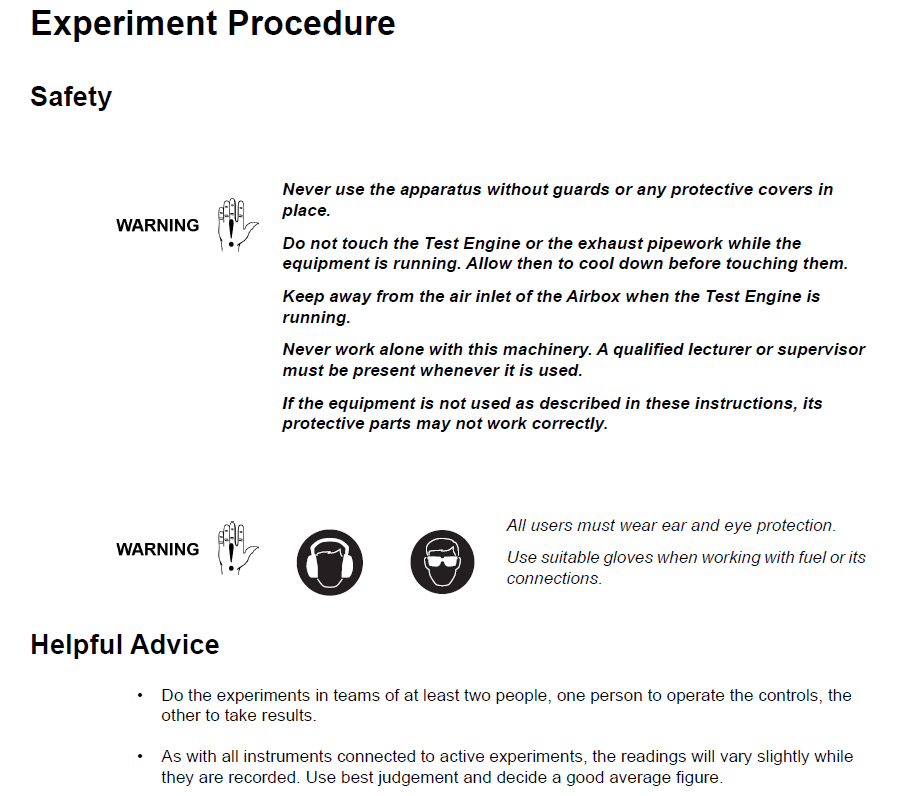 Experiment Procedure
Safety
WARNING
Never use the apparatus without guards or any protective covers in
place.
Do not touch the Test Engine or the exhaust pipework while the
equipment is running. Allow then to cool down before touching them.
Keep away from the air inlet of the Airbox when the Test Engine is
running.
Never work alone with this machinery. A qualified lecturer or supervisor
must be present whenever it is used.
If the equipment is not used as described in these instructions, its
protective parts may not work correctly.
WARNING
All users must wear ear and eye protection.
Use suitable gloves when working with fuel or its
connections.
Helpful Advice
• Do the experiments in teams of at least two people, one person to operate the controls, the
other to take results.
• As with all instruments connected to active experiments, the readings will vary slightly while
they are recorded. Use best judgement and decide a good average figure.